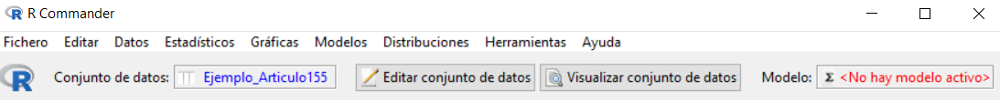 R Commander
Fichero Editar Datos Estadísticos Gráficas Modelos Distribuciones Herramientas Ayuda
R Conjunto de datos: Ejemplo_Articulo155 Editar conjunto de datos Visualizar conjunto de datos Modelo: Σ <No hay modelo activo>